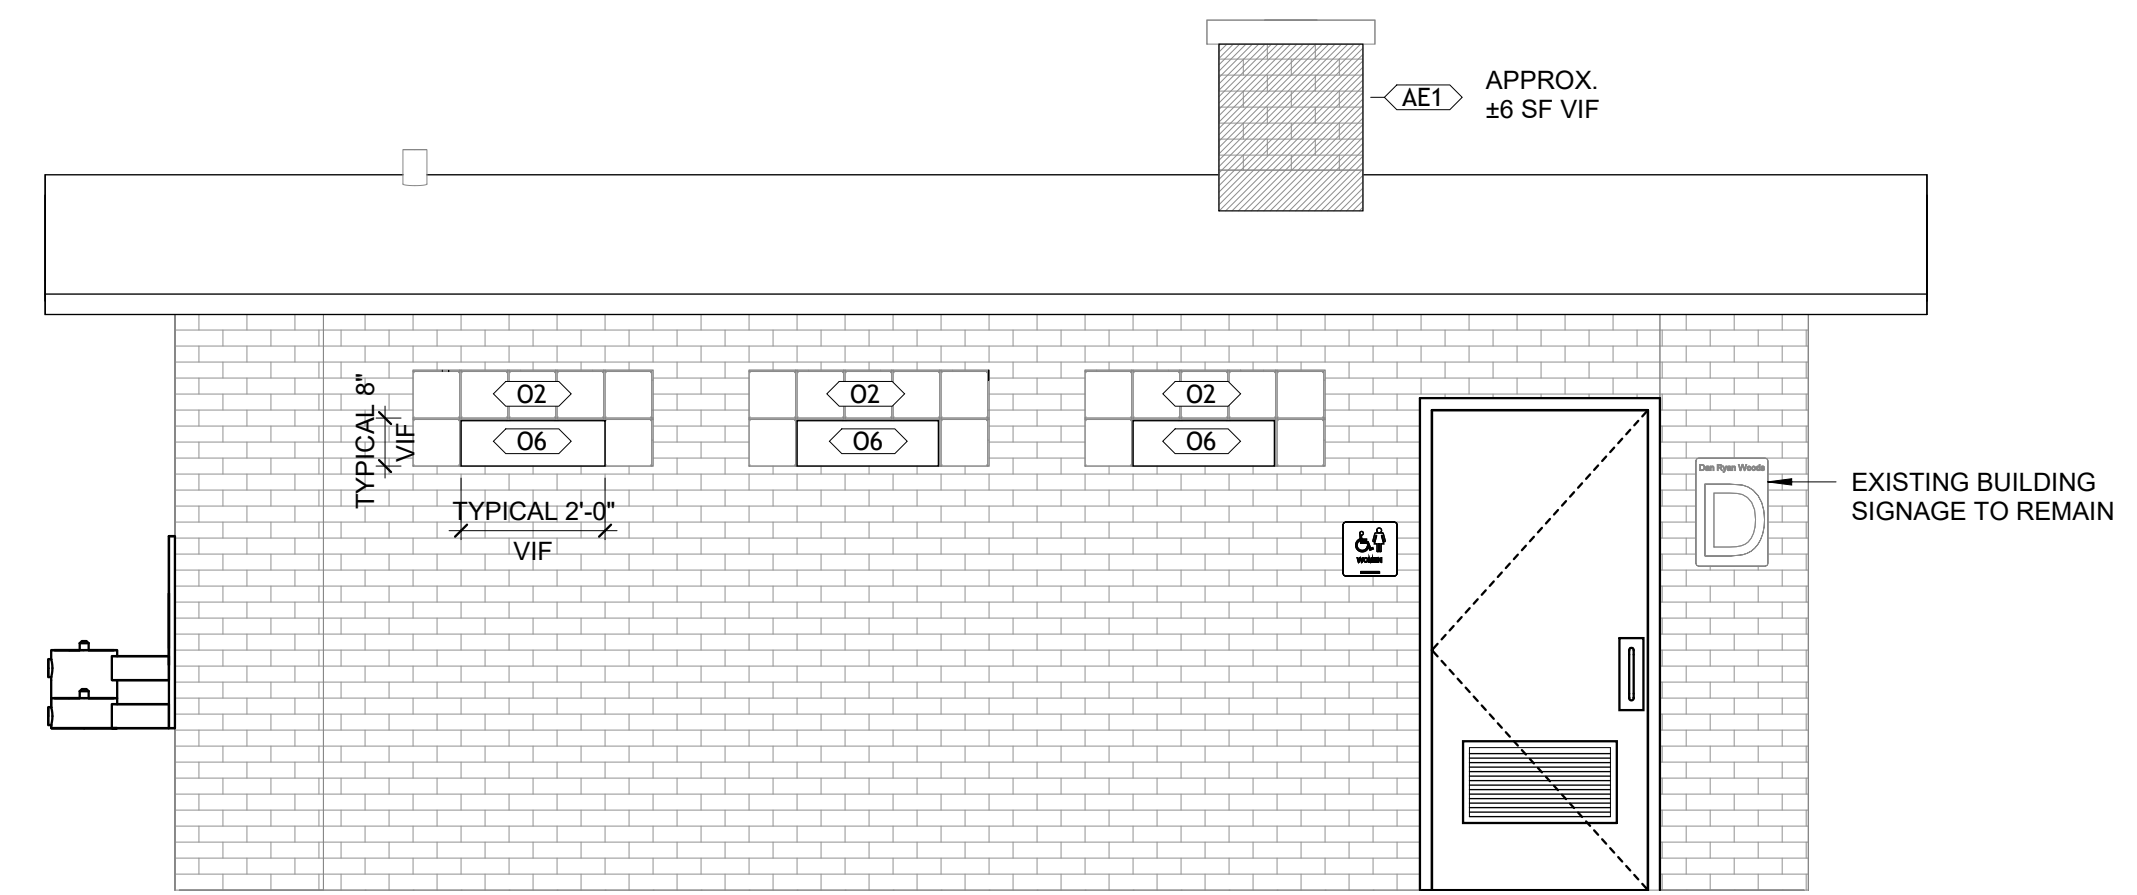 APPROX.
±6 SF VIF
AE1
O2
O2
O2
O6
O6
O6
TYPICAL 8"
VIF
TYPICAL 2'-0"
VIF
WOMEN
Dan Ryan Woods
D
EXISTING BUILDING
SIGNAGE TO REMAIN